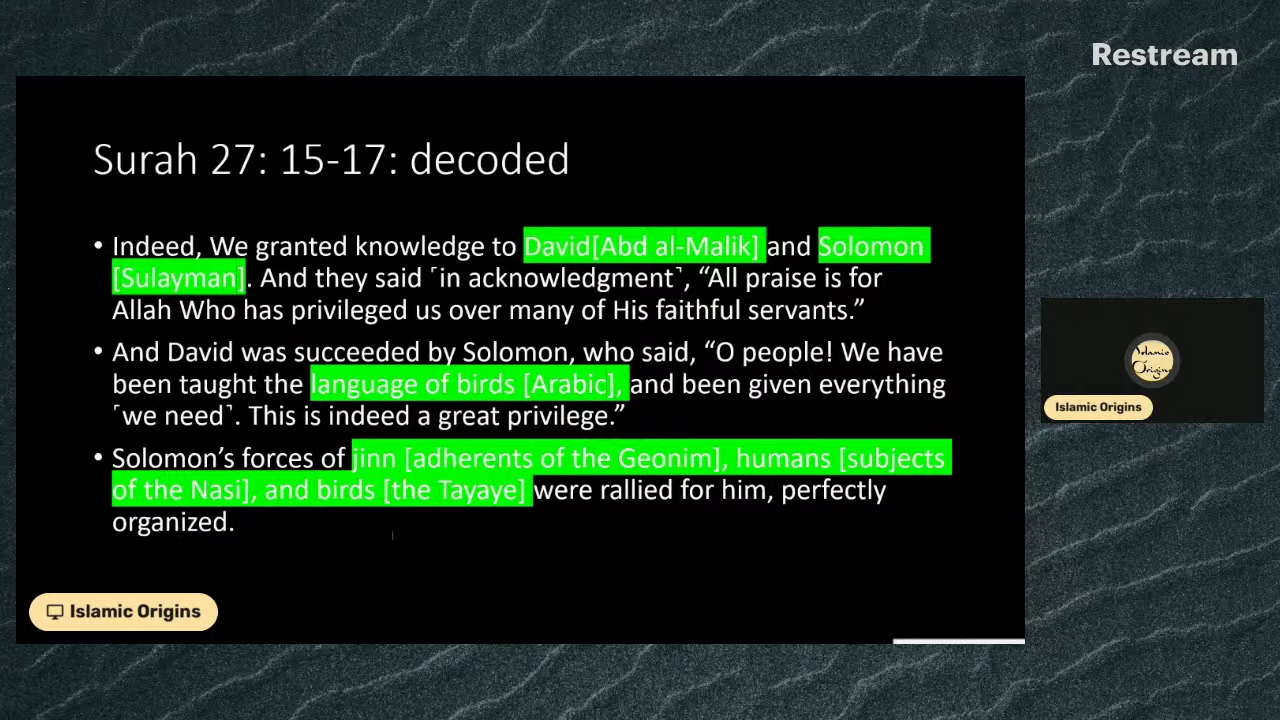 Restream
Surah 27: 15-17: decoded
• Indeed, We granted knowledge to David[Abd al-Malik] and Solomon
[Sulayman]. And they said ˹in acknowledgment˺, “All praise is for
Allah Who has privileged us over many of His faithful servants.”
• And David was succeeded by Solomon, who said, “O people! We have
been taught the language of birds [Arabic], and been given everything
˹we need˺. This is indeed a great privilege.”
• Solomon’s forces of jinn [adherents of the Geonim], humans [subjects
of the Nasi], and birds [the Tayaye] were rallied for him, perfectly
organized.
Islamic Origins
Islamic
Origins
Islamic Origins